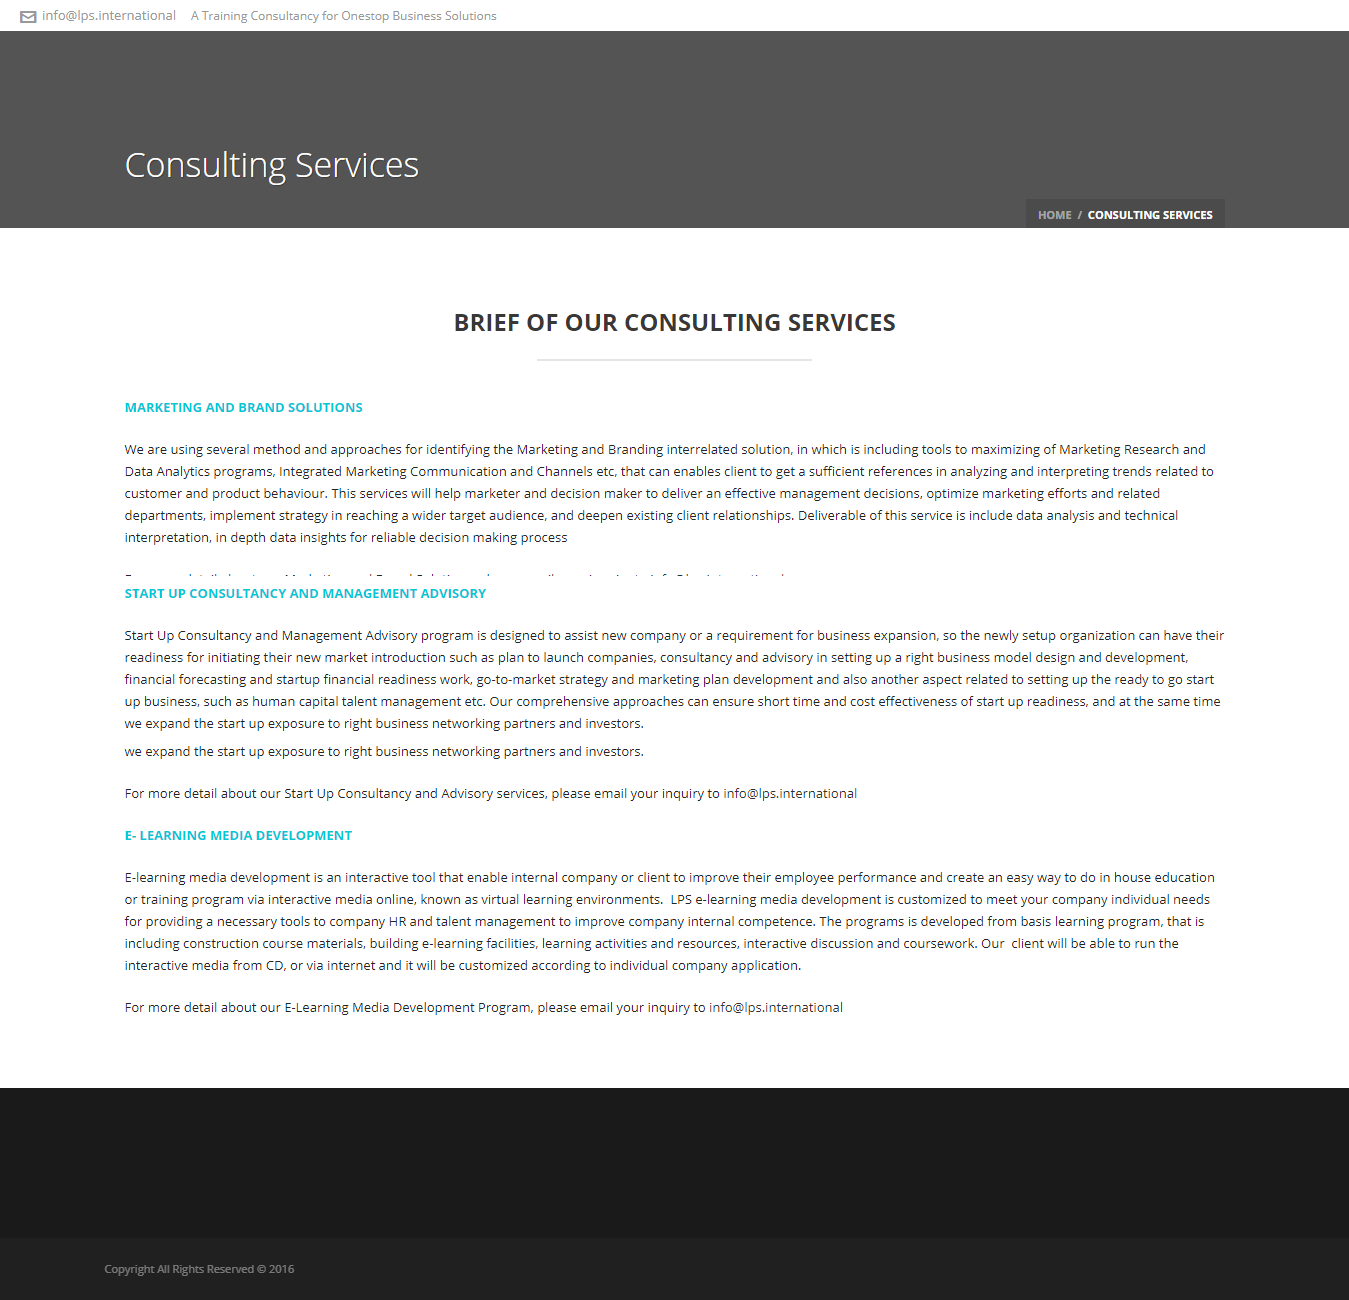 info@lps.international A Training Consultancy for Onestop Business Solutions
Consulting Services
HOME / CONSULTING SERVICES
BRIEF OF OUR CONSULTING SERVICES
MARKETING AND BRAND SOLUTIONS
We are using several method and approaches for identifying the Marketing and Branding interrelated solution, in which is including tools to maximizing of Marketing Research and
Data Analytics programs, Integrated Marketing Communication and Channels etc, that can enables client to get a sufficient references in analyzing and interpreting trends related to
customer and product behaviour. This services will help marketer and decision maker to deliver an effective management decisions, optimize marketing efforts and related
departments, implement strategy in reaching a wider target audience, and deepen existing client relationships. Deliverable of this service is include data analysis and technical
interpretation, in depth data insights for reliable decision making process
START UP CONSULTANCY AND MANAGEMENT ADVISORY
Start Up Consultancy and Management Advisory program is designed to assist new company or a requirement for business expansion, so the newly setup organization can have their
readiness for initiating their new market introduction such as plan to launch companies, consultancy and advisory in setting up a right business model design and development,
financial forecasting and startup financial readiness work, go-to-market strategy and marketing plan development and also another aspect related to setting up the ready to go start
up business, such as human capital talent management etc. Our comprehensive approaches can ensure short time and cost effectiveness of start up readiness, and at the same time
we expand the start up exposure to right business networking partners and investors.
we expand the start up exposure to right business networking partners and investors.
For more detail about our Start Up Consultancy and Advisory services, please email your inquiry to info@lps.international
E- LEARNING MEDIA DEVELOPMENT
E-learning media development is an interactive tool that enable internal company or client to improve their employee performance and create an easy way to do in house education
or training program via interactive media online, known as virtual learning environments.  LPS e-learning media development is customized to meet your company individual needs
for providing a necessary tools to company HR and talent management to improve company internal competence. The programs is developed from basis learning program, that is
including construction course materials, building e-learning facilities, learning activities and resources, interactive discussion and coursework. Our  client will be able to run the
interactive media from CD, or via internet and it will be customized according to individual company application.
For more detail about our E-Learning Media Development Program, please email your inquiry to info@lps.international
Copyright All Rights Reserved © 2016